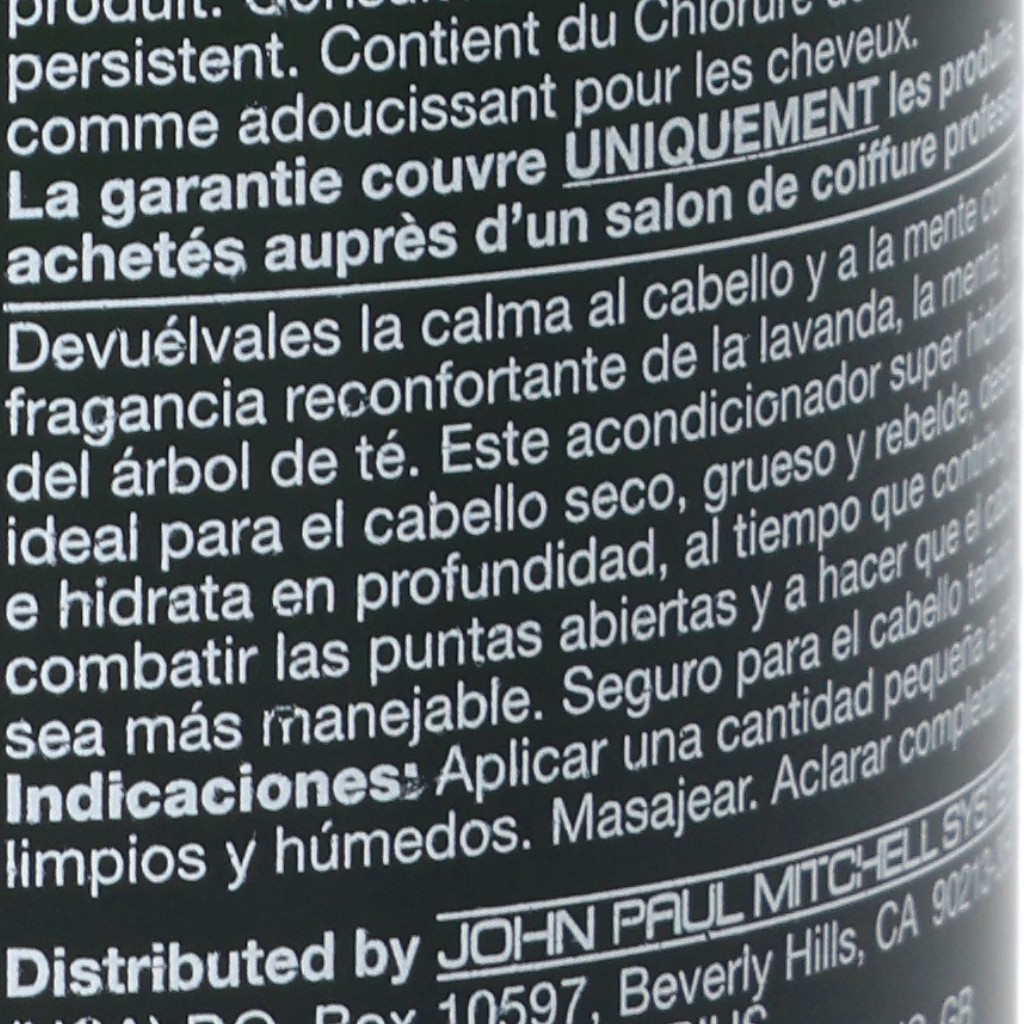 produit.
persistent. Contient du Chlorure
comme adoucissant pour les cheveux.
La garantie couvre UNIQUEMENT les produits
achetés auprès d'un salon de coiffure
Devuélvales la calma al cabello y a la mente con
fragancia reconfortante de la lavanda, la menta
del árbol de té. Este acondicionador super
ideal para el cabello seco, grueso y rebelde,
e hidrata en profundidad, al tiempo que
combatir las puntas abiertas y a hacer que el
sea más manejable. Seguro para el cabello
Indicaciones: Aplicar una cantidad pequeña a
limpios y húmedos. Masajear. Aclarar
Distributed by JOHN PAUL MITCHELL
Box 10597, Beverly Hills, CA
GB